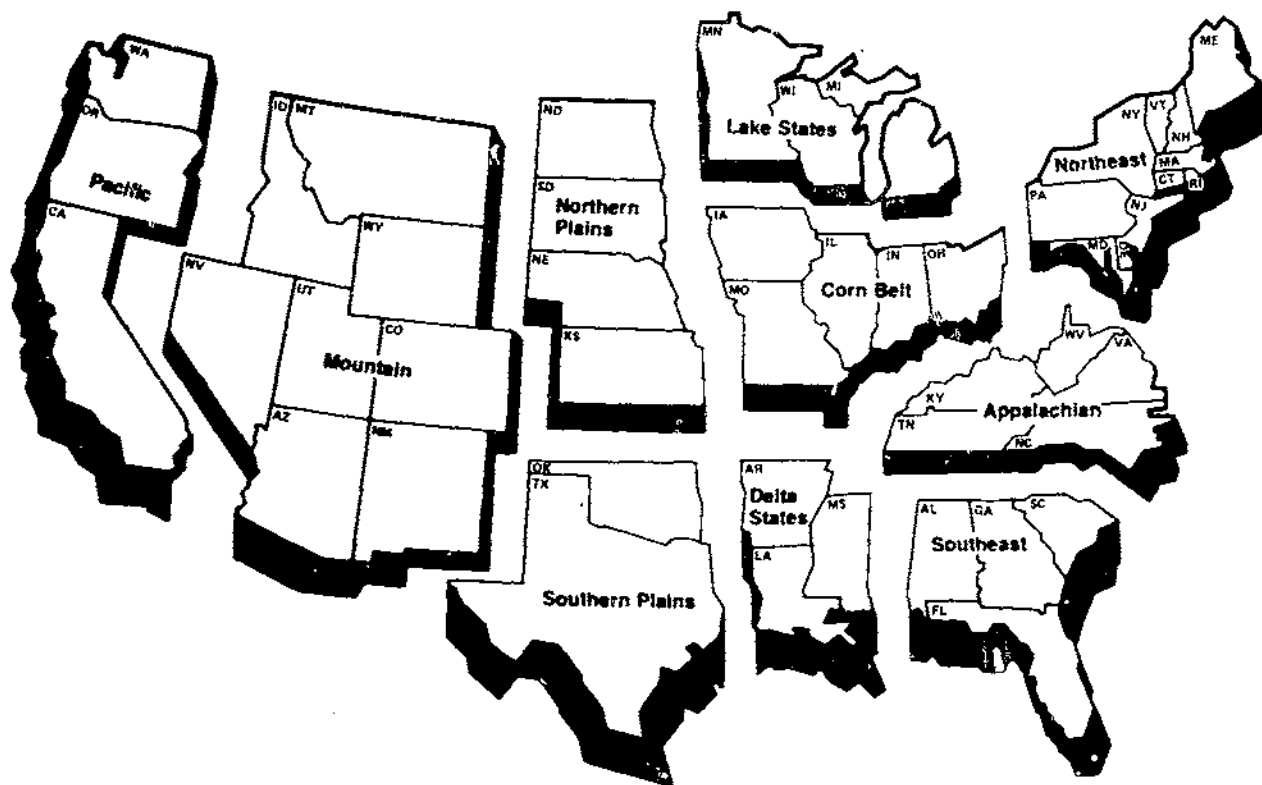 WA
OR
Pacific
CA
ID
MT
WY
NV
UT
CO
Mountain
AZ
NM
ND
SD
Northern
Plains
NE
KS
OK
TX
Southern Plains
MN
WI
MI
Lake States
IA
IL
IN
OH
MO
Corn Belt
AR
Delta
States
MS
LA
ME
NY
VT
NH
Northeast
MA
CT
RI
PA
NJ
MD
WV
VA
KY
Appalachian
TN
NC
AL
GA
SC
Southeast
FL